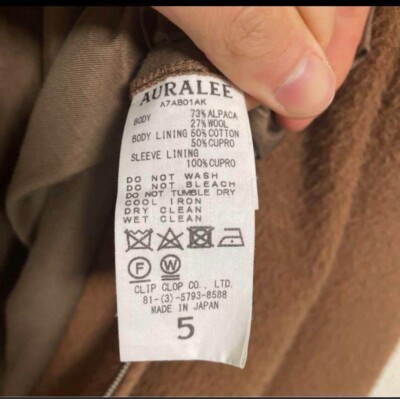 AURALEE
A7AB01AK
BODY 73%ALPACA
27%WOOL
BODY LINING 50%COTTON
50%CUPRO
SLEEVE LINING
100%CUPRO
DO NOT WASH
DO NOT BLEACH
DO NOT TUMBLE DRY
COOL IRON
DRY CLEAN
WET CLEAN
F W
CLIP CLOP CO., LTD.
81-(3)-5793-8588
MADE IN JAPAN
5